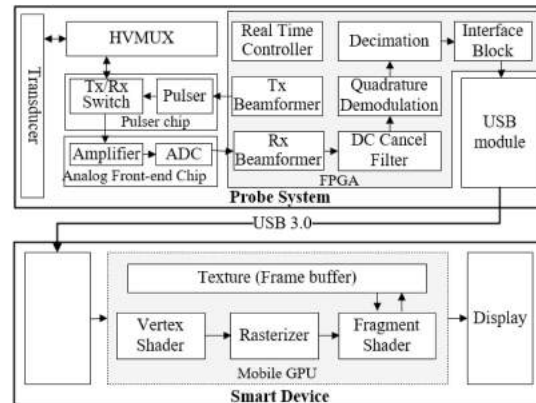 Transducer
HVMUX
Tx/Rx
Switch
Pulser
Pulser chip
Amplifier
ADC
Analog Front-end Chip
Real Time
Controller
Decimation
Interface
Block
Tx
Beamformer
Quadrature
Demodulation
Rx
Beamformer
DC Cancel
Filter
FPGA
USB
module
Probe System
USB 3.0
Texture (Frame buffer)
Vertex
Shader
Rasterizer
Fragment
Shader
Mobile GPU
Display
Smart Device